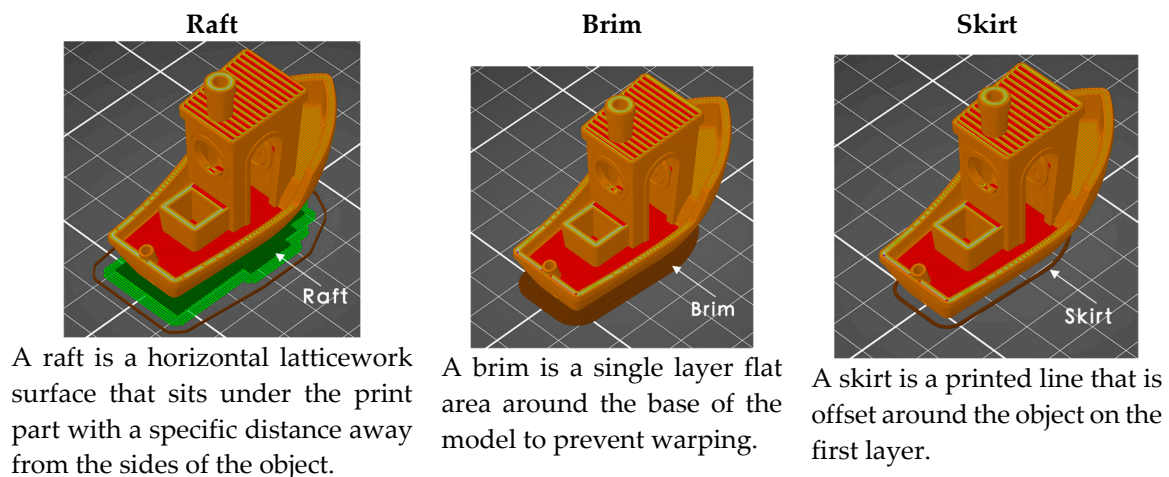 Raft
Brim
Skirt
Raft
Brim
Skirt
A raft is a horizontal latticework
surface that sits under the print
part with a specific distance away
from the sides of the object.
A brim is a single layer flat
area around the base of the
model to prevent warping.
A skirt is a printed line that is
offset around the object on the
first layer.